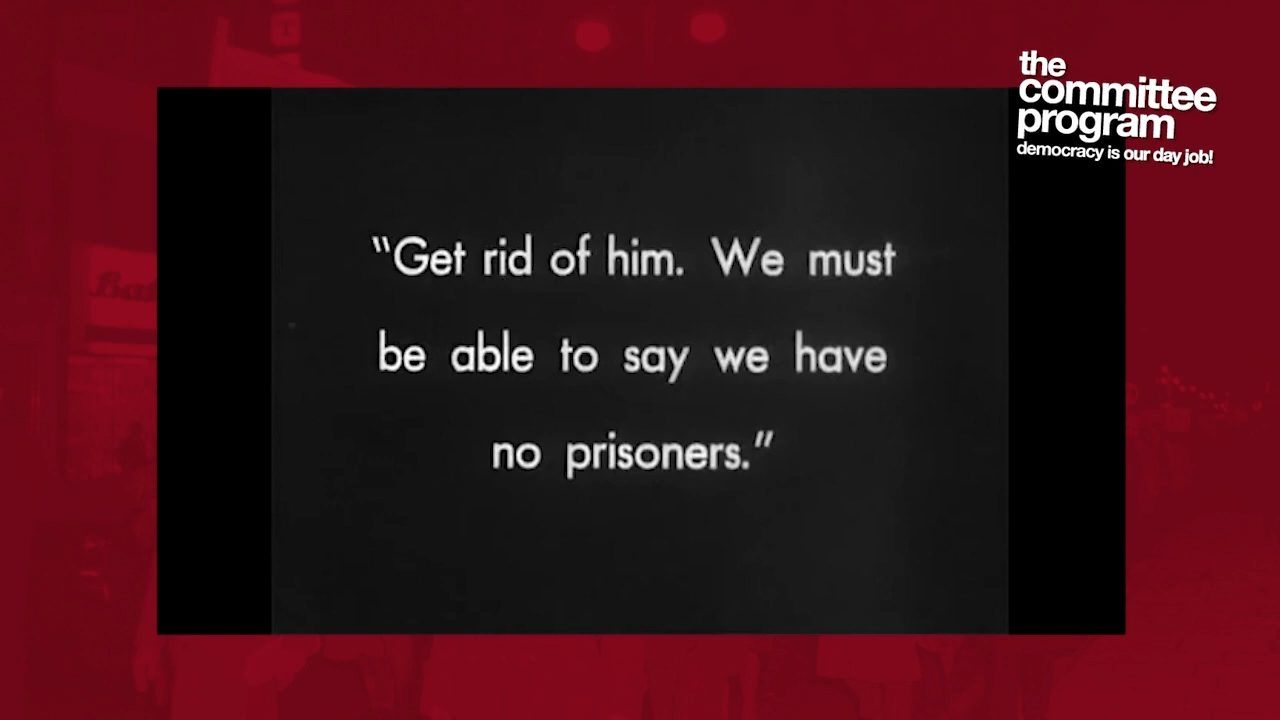 the
committee
program
democracy is our day job!
"Get rid of him. We must
be able to say we have
no prisoners."